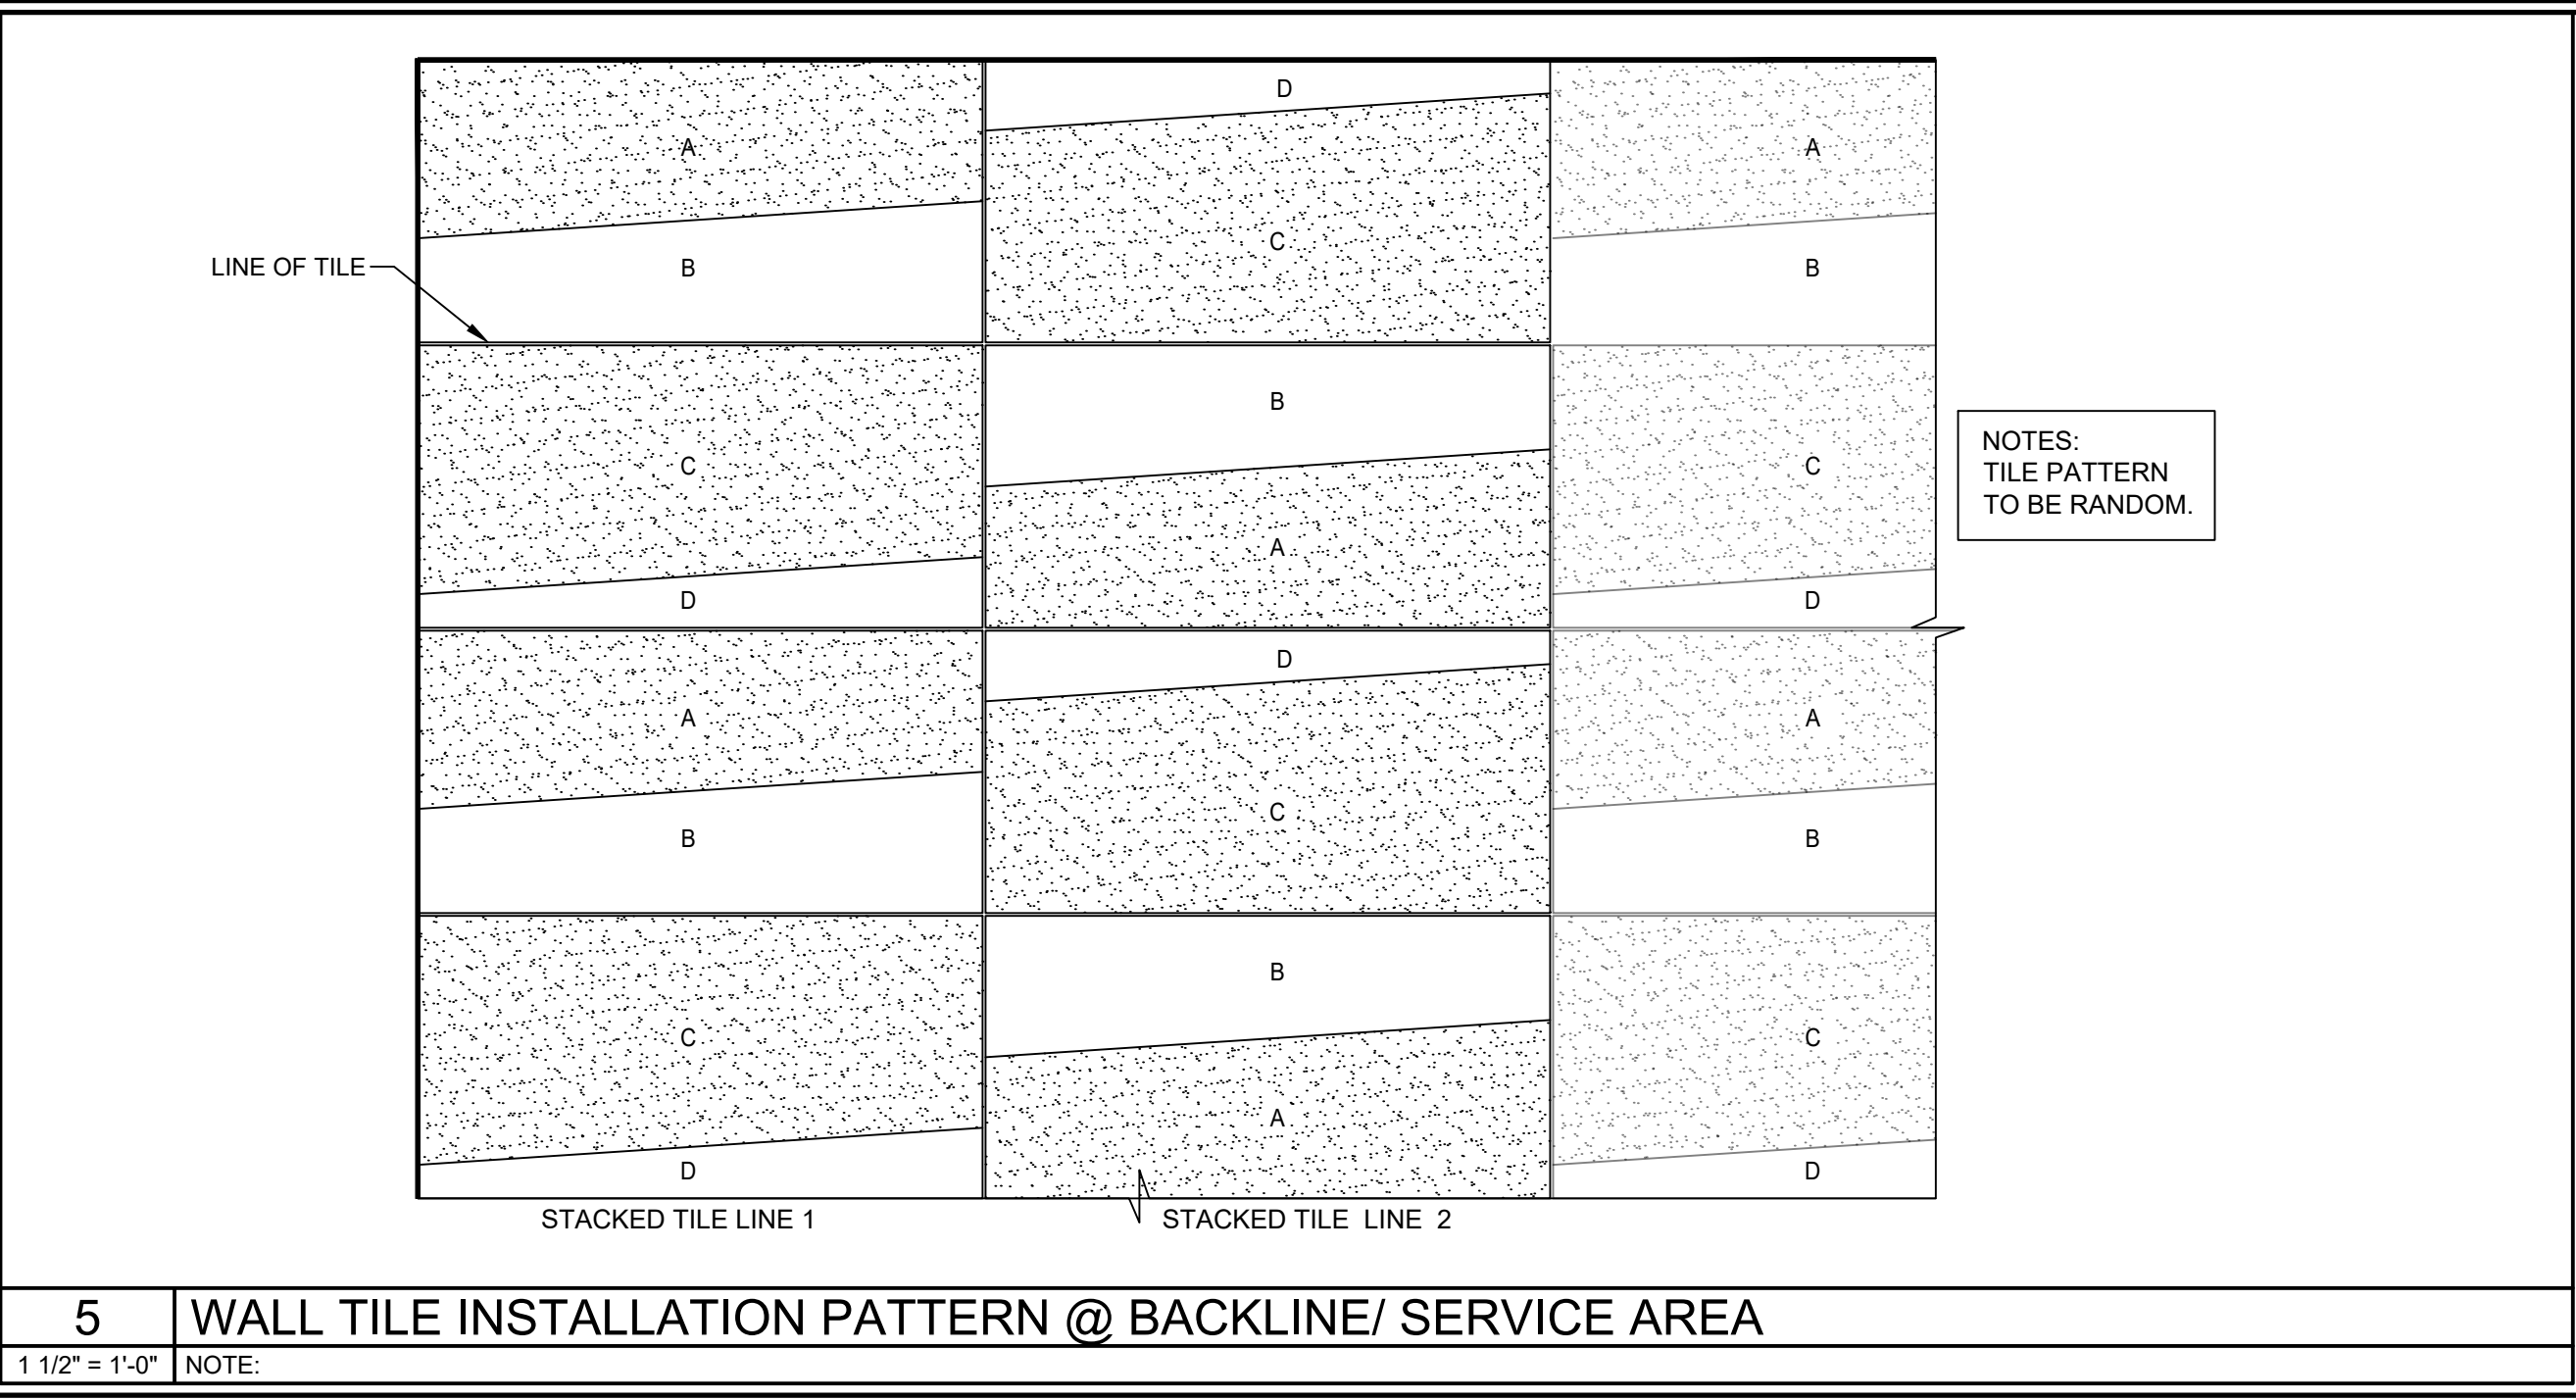 D
A
A
C
B
B
LINE OF TILE
B
C
C
A
D
D
NOTES:
TILE PATTERN
TO BE RANDOM.
D
A
A
C
B
B
B
C
C
A
D
D
STACKED TILE LINE 1
STACKED TILE LINE 2
5
WALL TILE INSTALLATION PATTERN @ BACKLINE/ SERVICE AREA
1 1/2" = 1'-0"
NOTE: